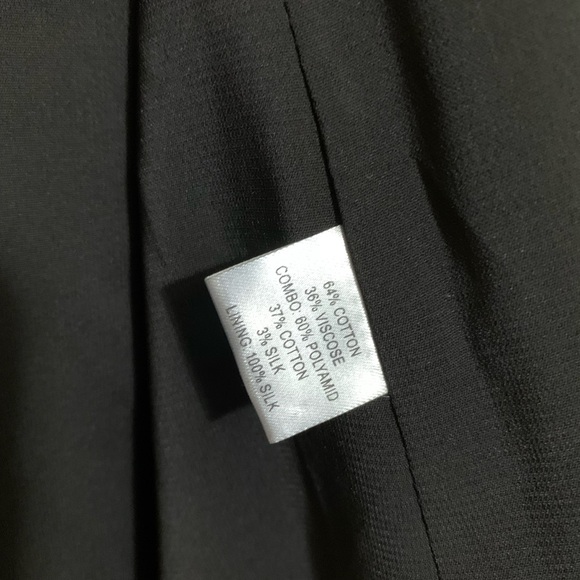 64% COTTON
36% VISCOSE
COMBO: 60% POLYAMID
37% COTTON
3% SILK
LINING: 100% SILK